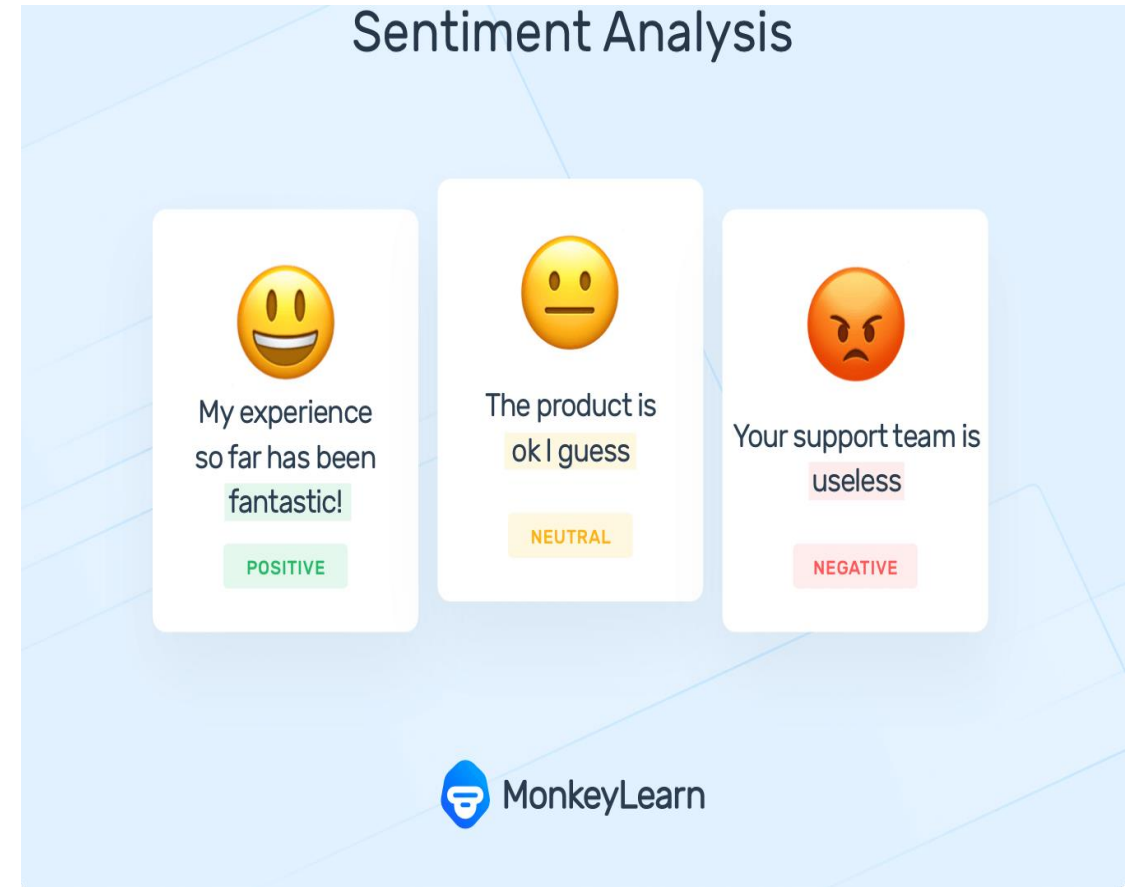 Sentiment Analysis
My experience
so far has been
fantastic!
POSITIVE
The product is
ok I guess
NEUTRAL
Your support team is
useless
NEGATIVE
MonkeyLearn